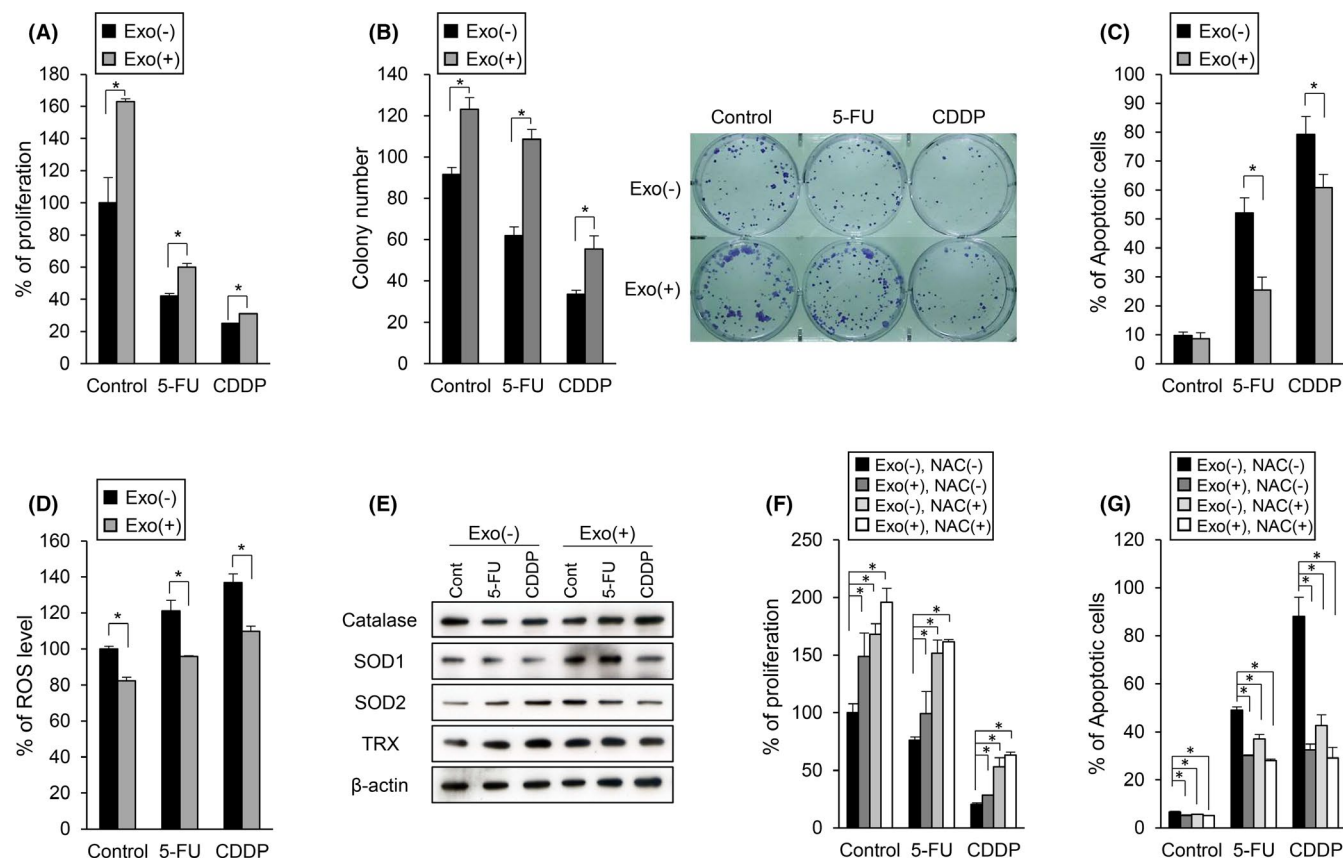 (A)
Exo(-)
Exo(+)
% of proliferation
180
160
140
120
100
80
60
40
20
0
*
*
*
Control 5-FU CDDP
(B)
Exo(-)
Exo(+)
Colony number
140
120
100
80
60
40
20
0
*
*
*
Control 5-FU CDDP
Control 5-FU CDDP
Exo(-)
Exo(+)
(C)
Exo(-)
Exo(+)
% of Apoptotic cells
100
90
80
70
60
50
40
30
20
10
0
*
*
Control 5-FU CDDP
(D)
Exo(-)
Exo(+)
% of ROS level
160
140
120
100
80
60
40
20
0
*
*
*
Control 5-FU CDDP
(E)
Exo(-) Exo(+)
Cont 5-FU CDDP Cont 5-FU CDDP
Catalase
SOD1
SOD2
TRX
β-actin
(F)
Exo(-), NAC(-)
Exo(+), NAC(-)
Exo(-), NAC(+)
Exo(+), NAC(+)
% of proliferation
250
200
150
100
50
0
*
*
*
*
*
*
*
*
*
Control 5-FU CDDP
(G)
Exo(-), NAC(-)
Exo(+), NAC(-)
Exo(-), NAC(+)
Exo(+), NAC(+)
% of Apoptotic cells
120
100
80
60
40
20
0
*
*
*
*
*
*
*
*
*
Control 5-FU CDDP